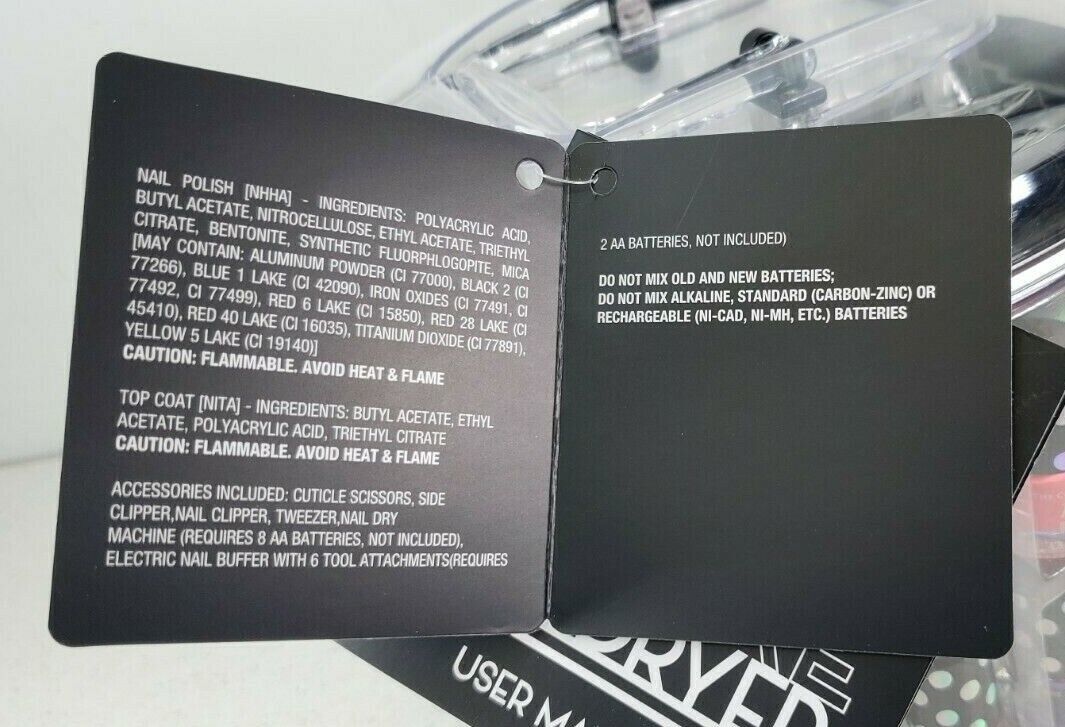 NAIL POLISH [NHHA] - INGREDIENTS: POLYACRYLIC ACID,
BUTYL ACETATE, NITROCELLULOSE, ETHYL ACETATE, TRIETHYL
CITRATE, BENTONITE, SYNTHETIC FLUORPHLOGOPITE, MICA
[MAY CONTAIN: ALUMINUM POWDER (CI 77000), BLACK 2 (CI
77266), BLUE 1 LAKE (CI 42090), IRON OXIDES (CI 77491, CI
77492, CI 77499), RED 6 LAKE (CI 15850), RED 28 LAKE (CI
45410), RED 40 LAKE (CI 16035), TITANIUM DIOXIDE (CI 77891),
YELLOW 5 LAKE (CI 19140)]
CAUTION: FLAMMABLE. AVOID HEAT & FLAME
TOP COAT [NITA] - INGREDIENTS: BUTYL ACETATE, ETHYL
ACETATE, POLYACRYLIC ACID, TRIETHYL CITRATE
CAUTION: FLAMMABLE. AVOID HEAT & FLAME
ACCESSORIES INCLUDED: CUTICLE SCISSORS, SIDE
CLIPPER,NAIL CLIPPER, TWEEZER,NAIL DRY
MACHINE (REQUIRES 8 AA BATTERIES, NOT INCLUDED),
ELECTRIC NAIL BUFFER WITH 6 TOOL ATTACHMENTS(REQUIRES
2 AA BATTERIES, NOT INCLUDED)
DO NOT MIX OLD AND NEW BATTERIES;
DO NOT MIX ALKALINE, STANDARD (CARBON-ZINC) OR
RECHARGEABLE (NI-CAD, NI-MH, ETC.) BATTERIES
DRYER
USER MA